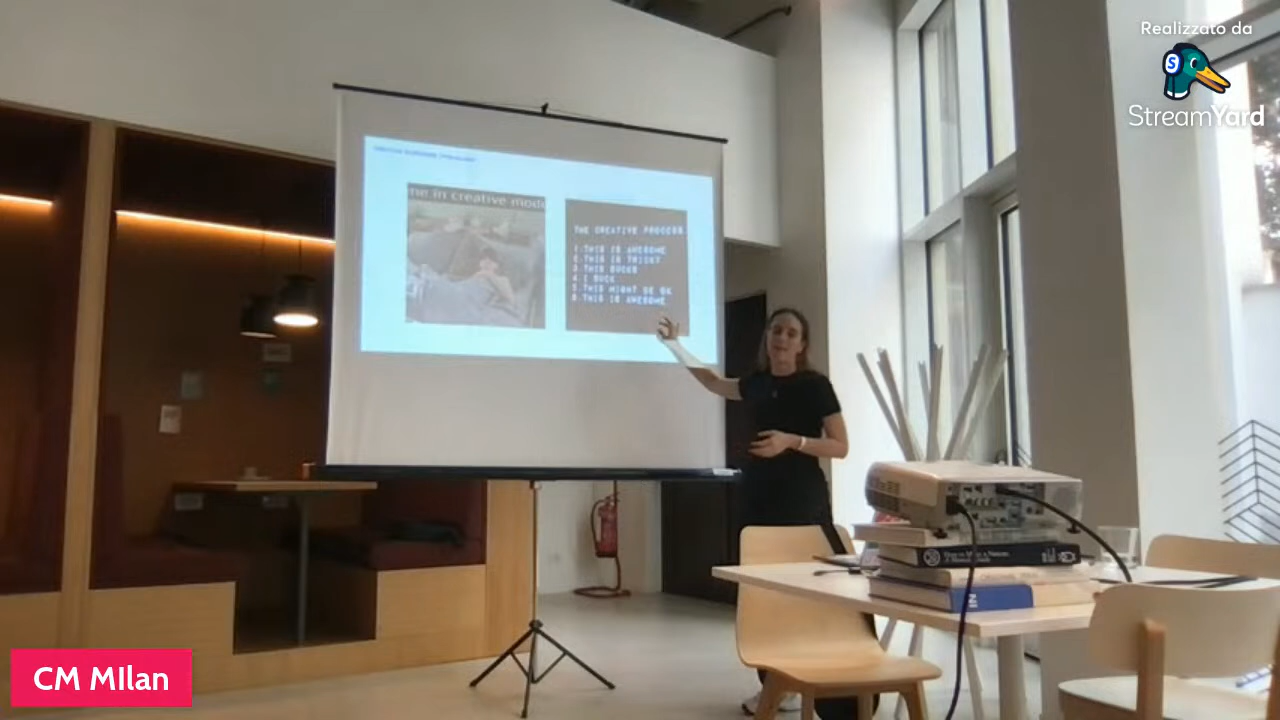 Realizzato da
StreamYard
me in creative mode
THE CREATIVE PROCESS
1.THIS IS AWESOME
2.THIS IS TRICKY
3.THIS SUCKS
4.I SUCK
5.THIS MIGHT BE OK
6.THIS IS AWESOME
CM MIlan